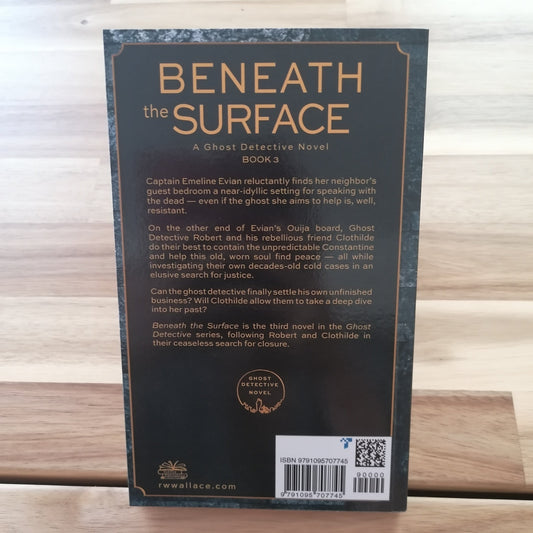 BENEATH
the SURFACE
A Ghost Detective Novel
BOOK 3
Captain Emeline Evian reluctantly finds her neighbor's
guest bedroom a near-idyllic setting for speaking with
the dead — even if the ghost she aims to help is, well,
resistant.
On the other end of Evian's Ouija board, Ghost
Detective Robert and his rebellious friend Clothilde
do their best to contain the unpredictable Constantine
and help this old, worn soul find peace — all while
investigating their own decades-old cold cases in an
elusive search for justice.
Can the ghost detective finally settle his own unfinished
business? Will Clothilde allow them to take a deep dive
into her past?
Beneath the Surface is the third novel in the Ghost
Detective series, following Robert and Clothilde in
their ceaseless search for closure.
GHOST
DETECTIVE
NOVEL
ISBN 9791095707745
90000
9 791095 707745
rwwallace.com